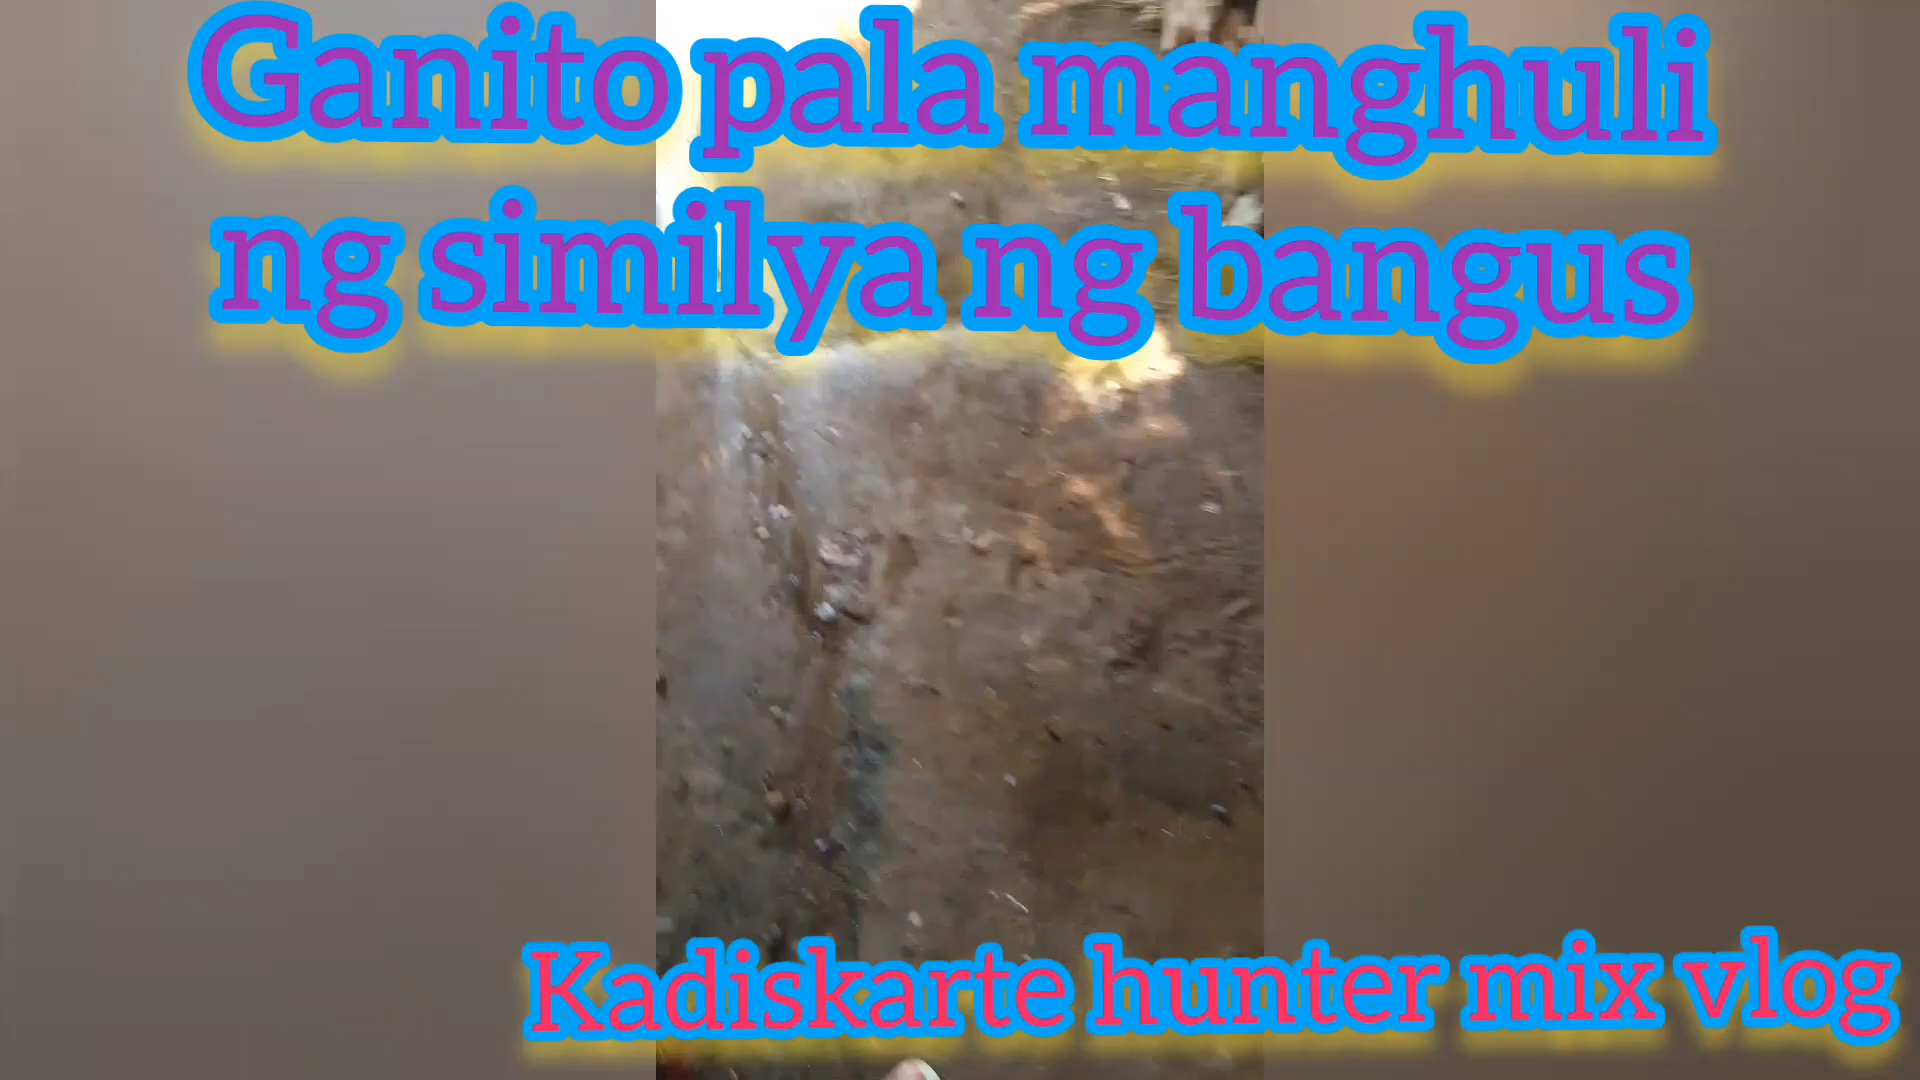 Ganito pala manghuli
ng similya ng bangus
Kadiskarte hunter mix vlog